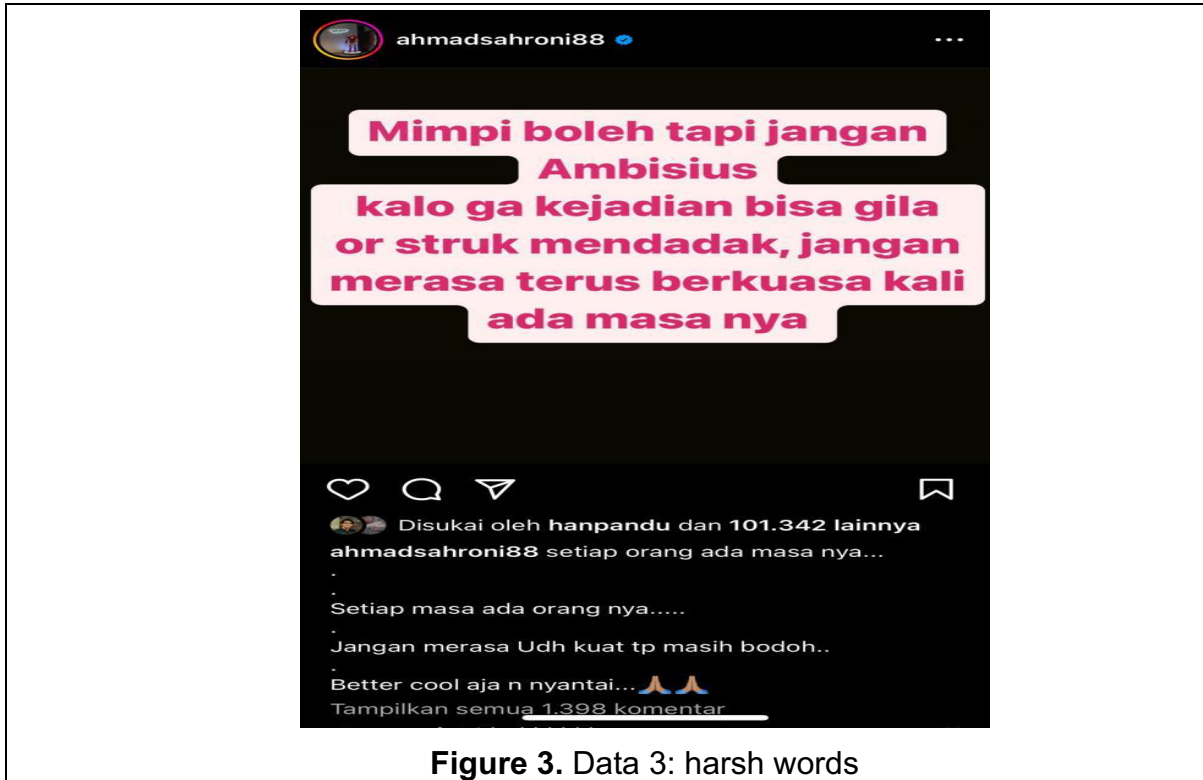 ahmadsahroni88
Mimpi boleh tapi jangan
Ambisius
kalo ga kejadian bisa gila
or struk mendadak, jangan
merasa terus berkuasa kali
ada masa nya
Disukai oleh hanpandu dan 101.342 lainnya
ahmadsahroni88 setiap orang ada masa nya...
.
.
Setiap masa ada orang nya.....
.
Jangan merasa Udh kuat tp masih bodoh..
.
Better cool aja n nyantai...🙏🏽🙏🏽
Tampilkan semua 1.398 komentar
Figure 3. Data 3: harsh words